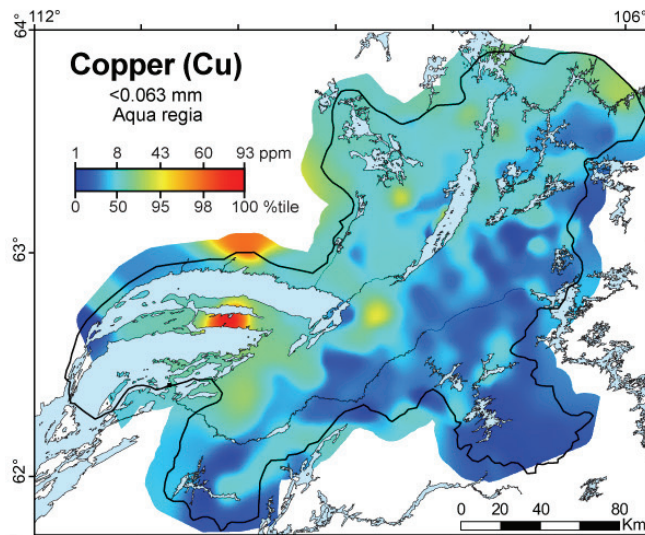 64°
112°
106°
Copper (Cu)
<0.063 mm
Aqua regia
1 8 43 60 93 ppm
0 50 95 98 100 %tile
63°
62°
0 20 40 60 80
Km